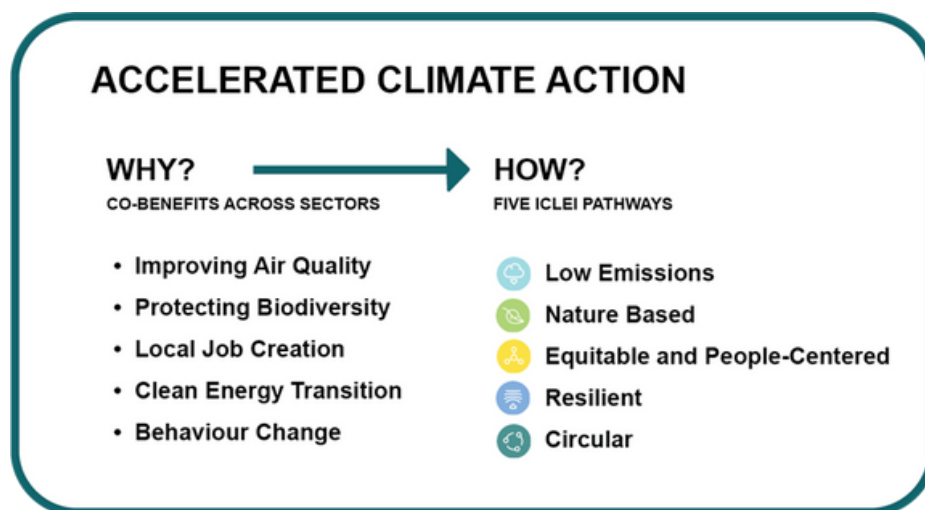 ACCELERATED CLIMATE ACTION
WHY?
CO-BENEFITS ACROSS SECTORS
• Improving Air Quality
• Protecting Biodiversity
• Local Job Creation
• Clean Energy Transition
• Behaviour Change
HOW?
FIVE ICLEI PATHWAYS
Low Emissions
Nature Based
Equitable and People-Centered
Resilient
Circular